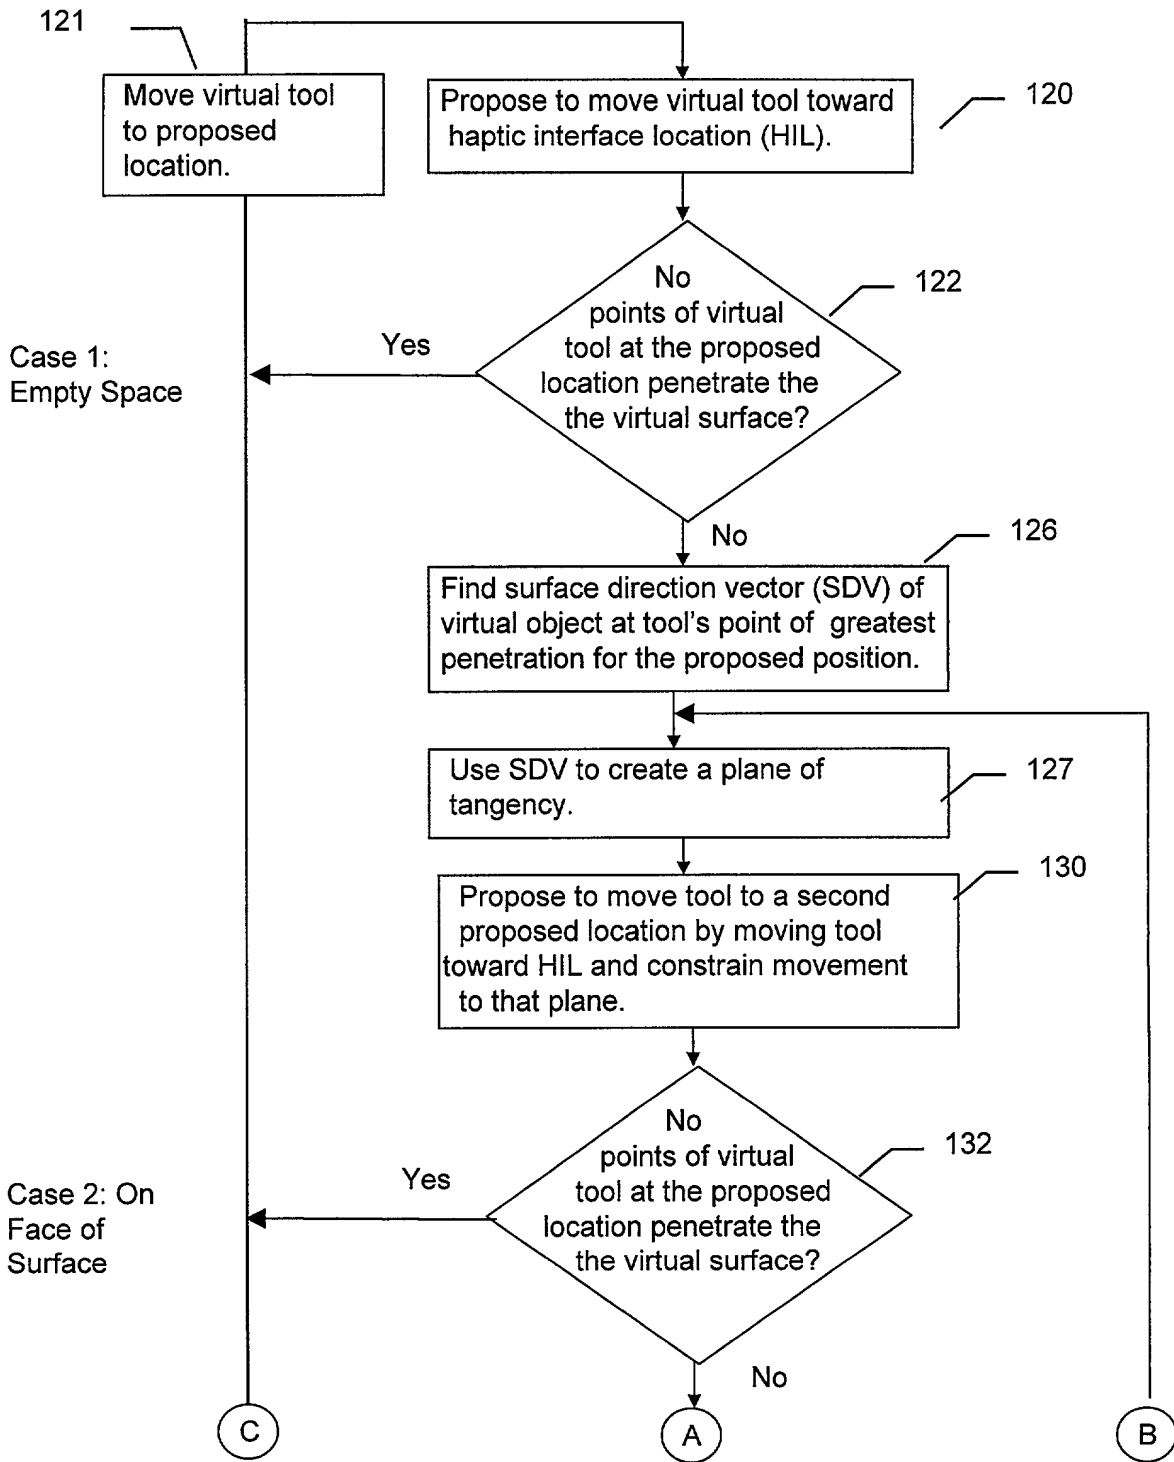 121
Move virtual tool
to proposed
location.
Propose to move virtual tool toward
haptic interface location (HIL).
120
No
points of virtual
tool at the proposed
location penetrate the
the virtual surface?
122
Yes
Case 1:
Empty Space
No
126
Find surface direction vector (SDV) of
virtual object at tool's point of greatest
penetration for the proposed position.
Use SDV to create a plane of
tangency.
127
130
Propose to move tool to a second
proposed location by moving tool
toward HIL and constrain movement
to that plane.
No
points of virtual
tool at the proposed
location penetrate the
the virtual surface?
132
Yes
Case 2: On
Face of
Surface
No
C
A
B